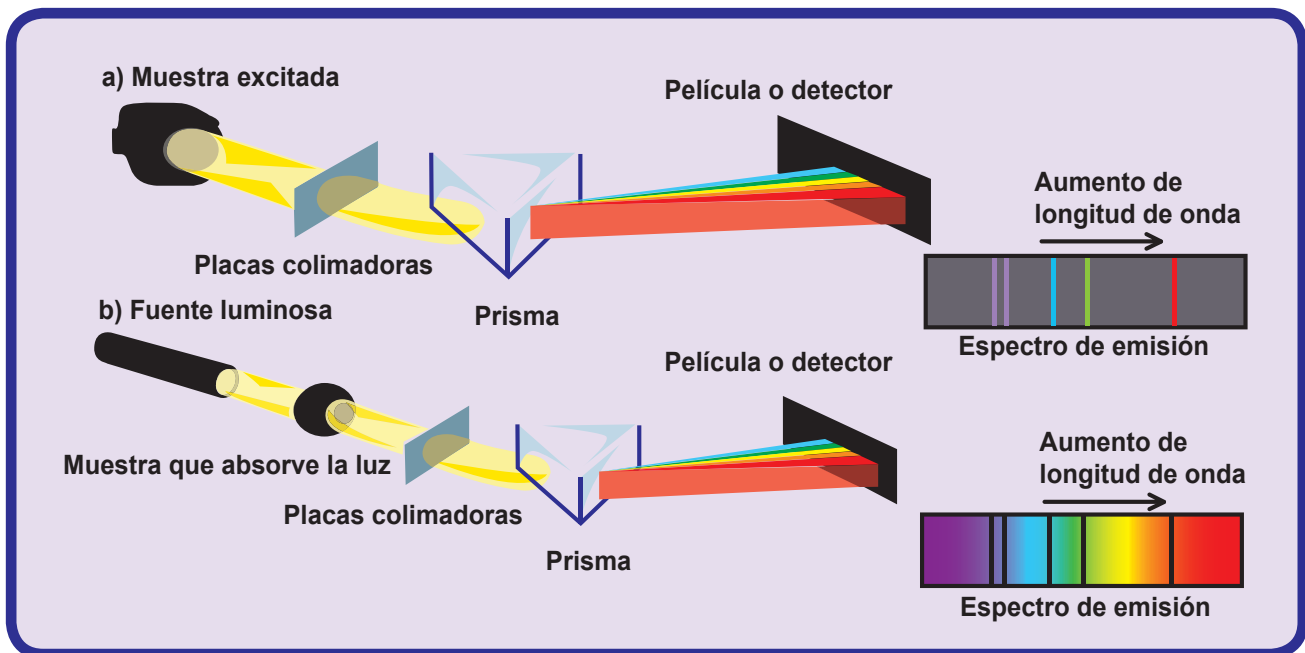 a) Muestra excitada
Película o detector
Aumento de
longitud de onda
Placas colimadoras
Prisma
Espectro de emisión
b) Fuente luminosa
Película o detector
Muestra que absorve la luz
Aumento de
longitud de onda
Placas colimadoras
Prisma
Espectro de emisión